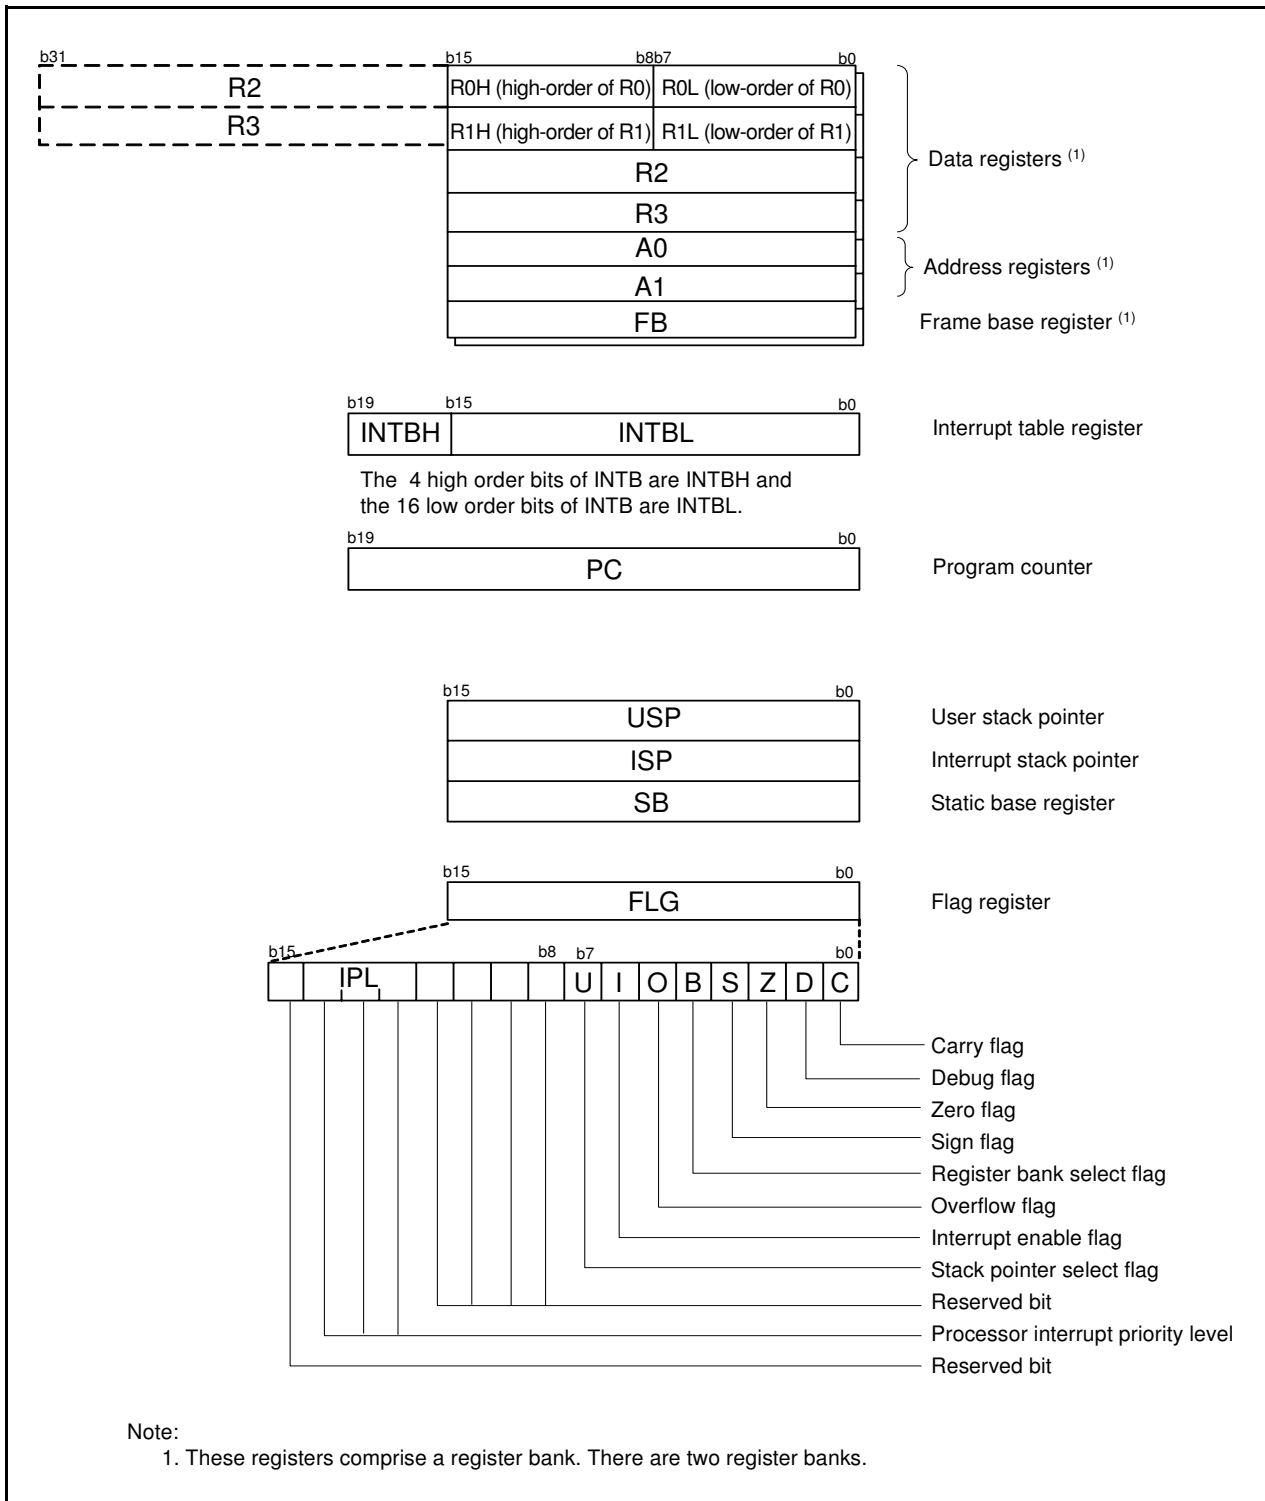 b31 b15 b8b7 b0
R2 R0H (high-order of R0) R0L (low-order of R0)
R3 R1H (high-order of R1) R1L (low-order of R1)
Data registers (1)
R2
R3
A0
Address registers (1)
A1
FB Frame base register (1)
b19 b15 b0
INTBH INTBL Interrupt table register
The 4 high order bits of INTB are INTBH and
the 16 low order bits of INTB are INTBL.
b19 b0
PC Program counter
b15 b0
USP User stack pointer
ISP Interrupt stack pointer
SB Static base register
b15 b0
FLG Flag register
b15 b8 b7 b0
IPL U I O B S Z D C
Carry flag
Debug flag
Zero flag
Sign flag
Register bank select flag
Overflow flag
Interrupt enable flag
Stack pointer select flag
Reserved bit
Processor interrupt priority level
Reserved bit
Note:
1. These registers comprise a register bank. There are two register banks.